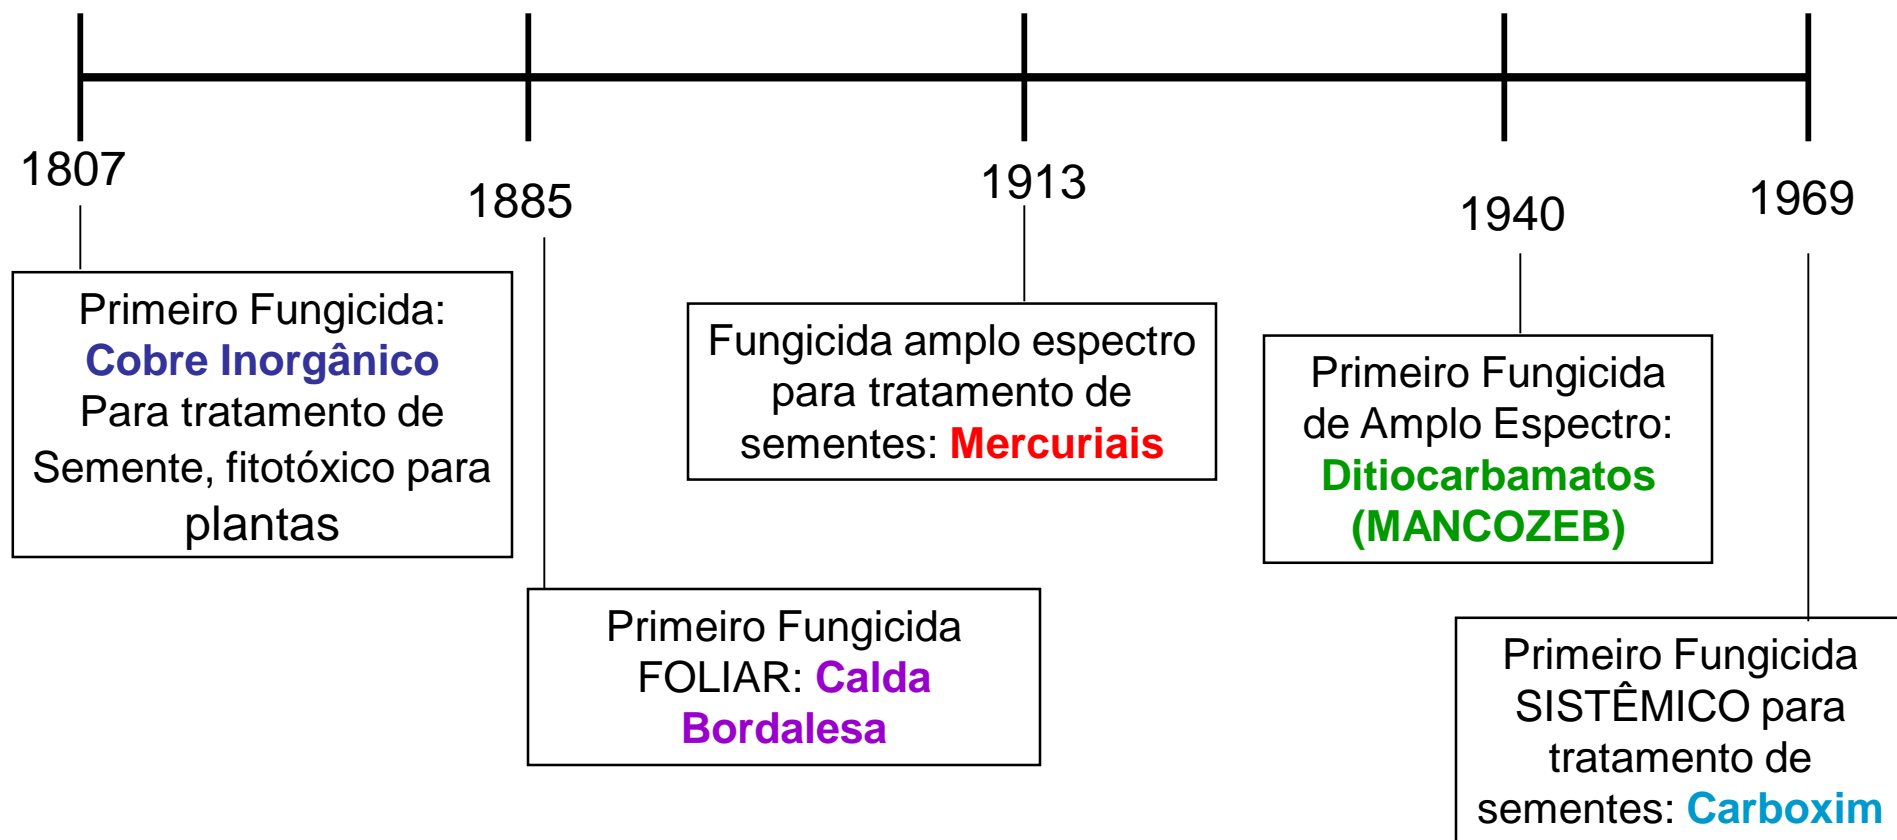 1807
1885
1913
1940
1969
Primeiro Fungicida:
Cobre Inorgânico
Para tratamento de
Semente, fitotóxico para
plantas
Primeiro Fungicida
FOLIAR: Calda
Bordalesa
Fungicida amplo espectro
para tratamento de
sementes: Mercuriais
Primeiro Fungicida
de Amplo Espectro:
Ditiocarbamatos
(MANCOZEB)
Primeiro Fungicida
SISTÊMICO para
tratamento de
sementes: Carboxim